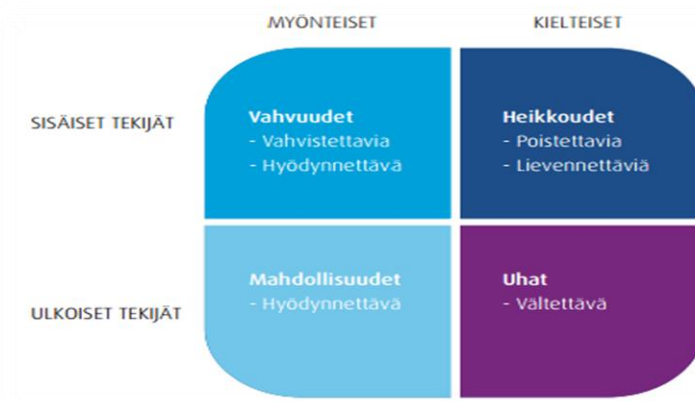 MYÖNTEISET
KIELTEISET
SISÄISET TEKIJÄT
Vahvuudet
- Vahvistettavia
- Hyödynnettävä
Heikkoudet
- Poistettavia
- Lievennettäviä
ULKOISET TEKIJÄT
Mahdollisuudet
- Hyödynnettävä
Uhat
- Vältettävä